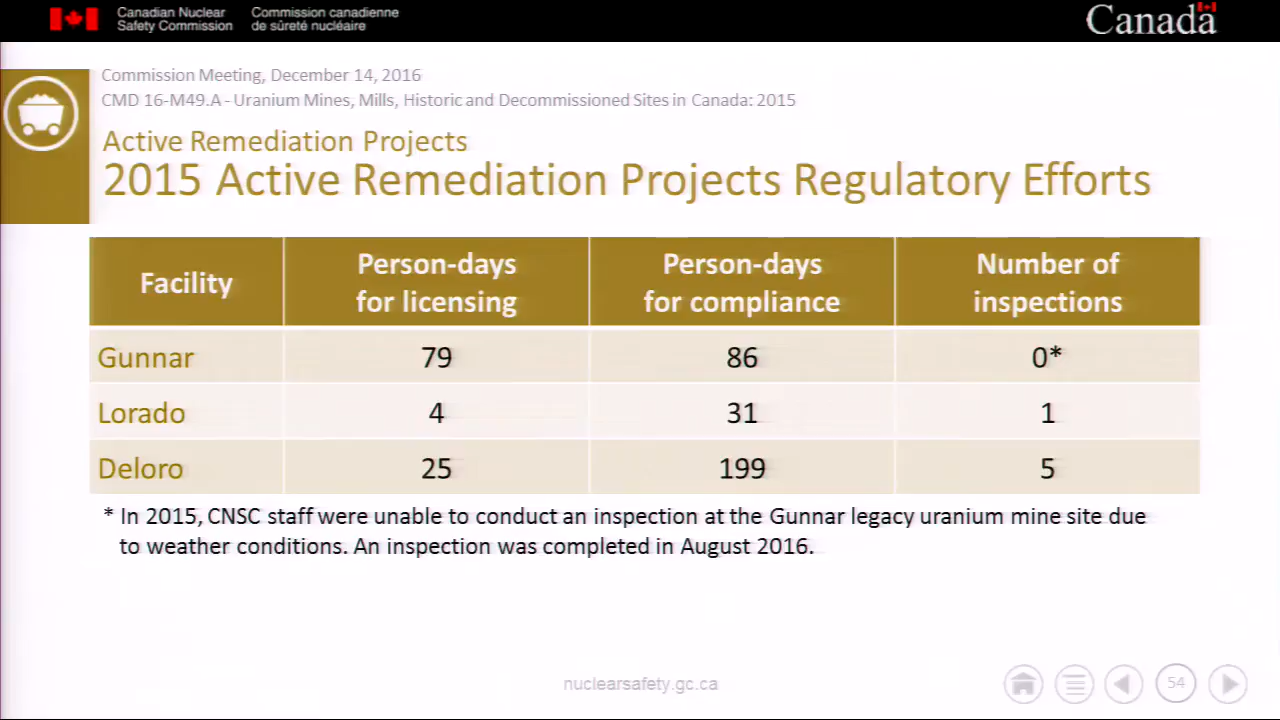 Canadian Nuclear Safety Commission
Commission canadienne de sûreté nucléaire
Canada
Commission Meeting, December 14, 2016
CMD 16-M49.A - Uranium Mines, Mills, Historic and Decommissioned Sites in Canada: 2015
Active Remediation Projects
2015 Active Remediation Projects Regulatory Efforts
Facility
Person-days for licensing
Person-days for compliance
Number of inspections
Gunnar 79 86 0*
Lorado 4 31 1
Deloro 25 199 5
* In 2015, CNSC staff were unable to conduct an inspection at the Gunnar legacy uranium mine site due
to weather conditions. An inspection was completed in August 2016.
nuclearsafety.gc.ca
54